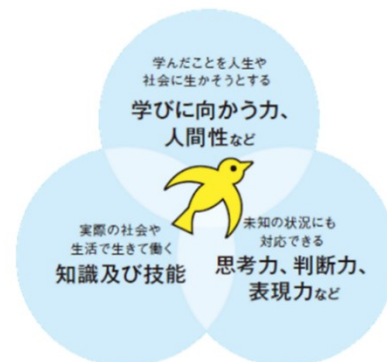 学んだことを人生や
社会に生かそうとする
学びに向かう力、
人間性など
実際の社会や
生活で生きて働く
知識及び技能
未知の状況にも
対応できる
思考力、判断力、
表現力など